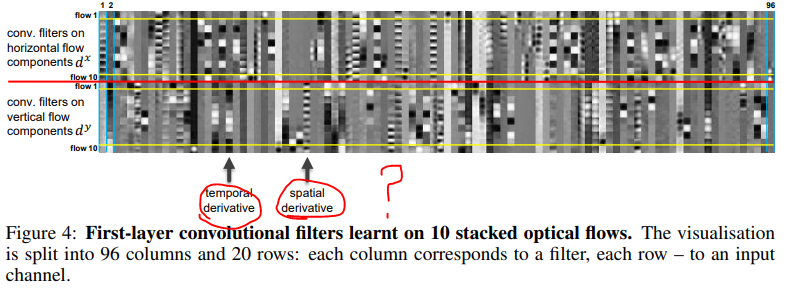 1 2 96
flow 1
conv. filters on
horizontal flow
components dˣ
flow 10
flow 1
conv. filters on
vertical flow
components dʸ
flow 10
temporal
derivative
spatial
derivative
?
Figure 4: First-layer convolutional filters learnt on 10 stacked optical flows. The visualisation
is split into 96 columns and 20 rows: each column corresponds to a filter, each row – to an input
channel.